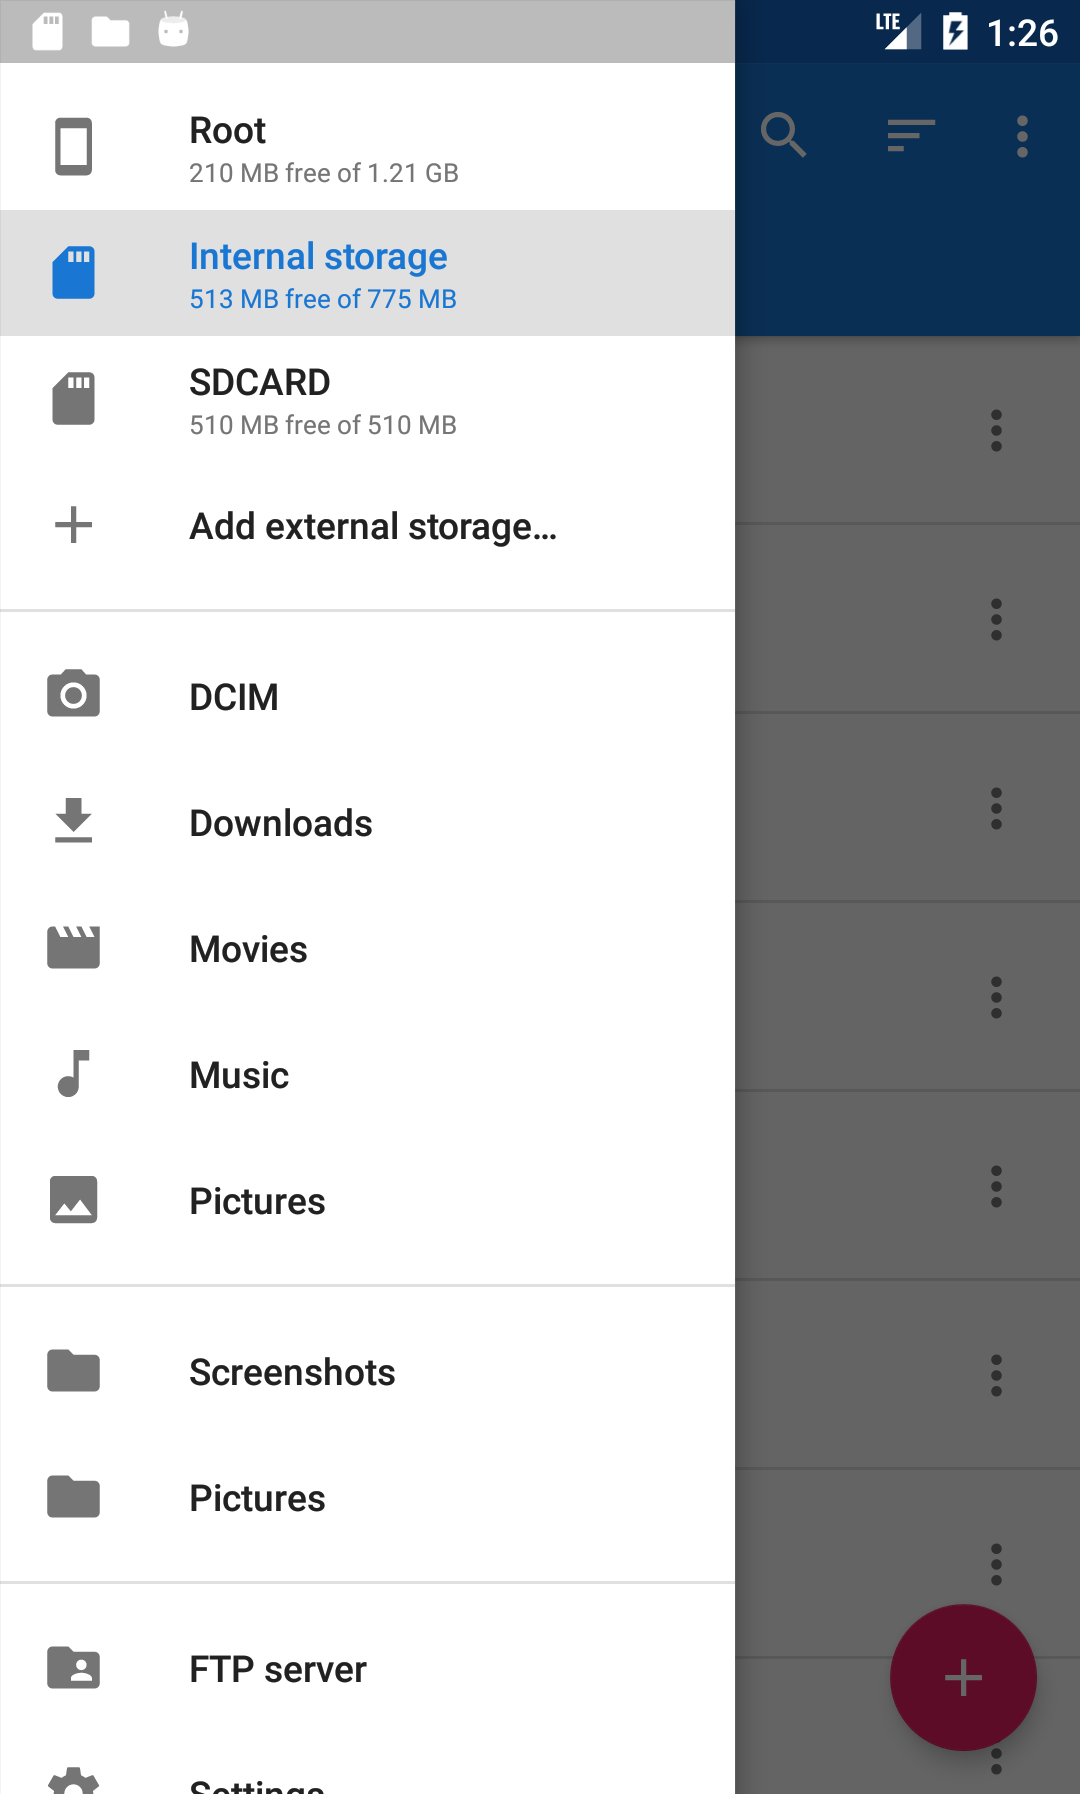 LTE 1:26
Root
210 MB free of 1.21 GB
Internal storage
513 MB free of 775 MB
SDCARD
510 MB free of 510 MB
Add external storage...
DCIM
Downloads
Movies
Music
Pictures
Screenshots
Pictures
FTP server
Settings